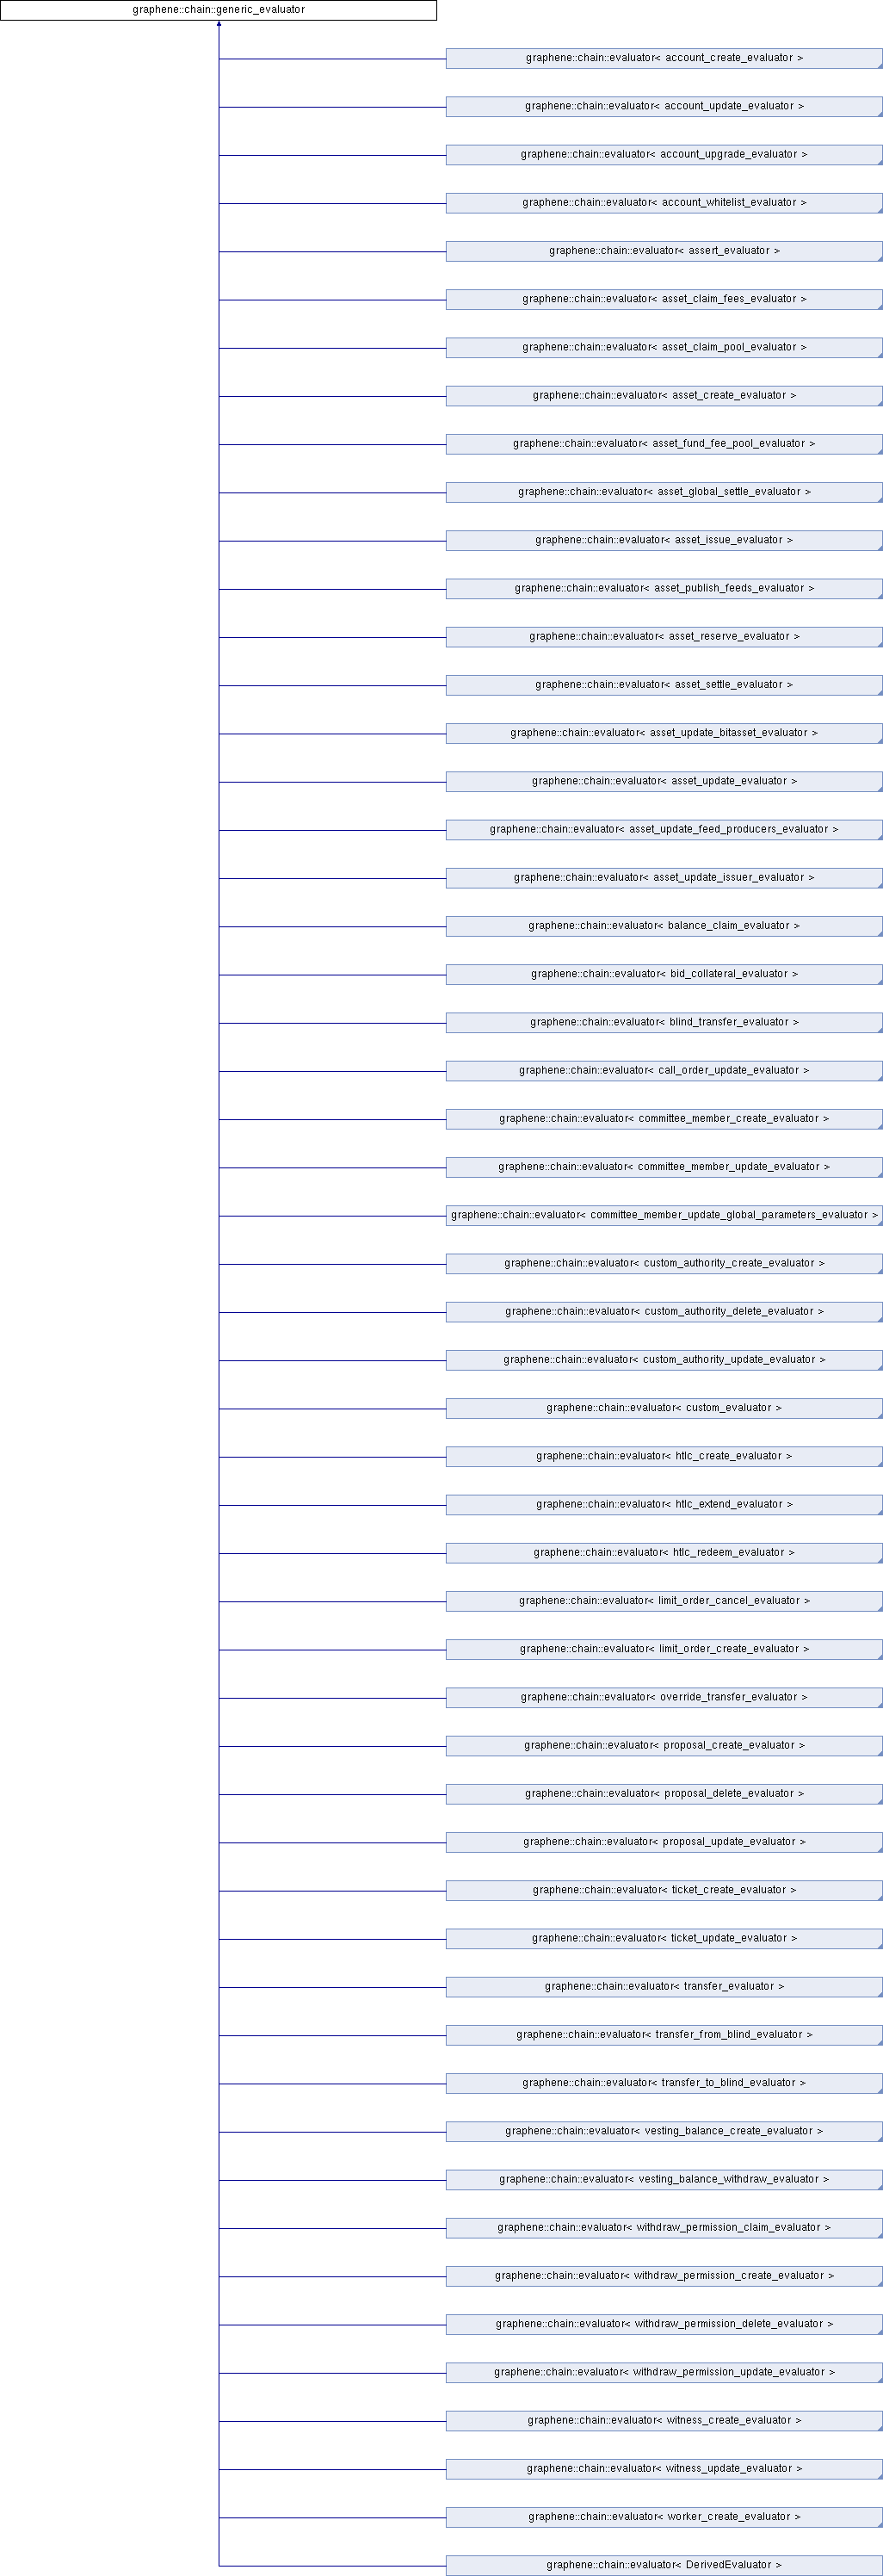 graphene::chain::generic_evaluator
graphene::chain::evaluator< account_create_evaluator >
graphene::chain::evaluator< account_update_evaluator >
graphene::chain::evaluator< account_upgrade_evaluator >
graphene::chain::evaluator< account_whitelist_evaluator >
graphene::chain::evaluator< assert_evaluator >
graphene::chain::evaluator< asset_claim_fees_evaluator >
graphene::chain::evaluator< asset_claim_pool_evaluator >
graphene::chain::evaluator< asset_create_evaluator >
graphene::chain::evaluator< asset_fund_fee_pool_evaluator >
graphene::chain::evaluator< asset_global_settle_evaluator >
graphene::chain::evaluator< asset_issue_evaluator >
graphene::chain::evaluator< asset_publish_feeds_evaluator >
graphene::chain::evaluator< asset_reserve_evaluator >
graphene::chain::evaluator< asset_settle_evaluator >
graphene::chain::evaluator< asset_update_bitasset_evaluator >
graphene::chain::evaluator< asset_update_evaluator >
graphene::chain::evaluator< asset_update_feed_producers_evaluator >
graphene::chain::evaluator< asset_update_issuer_evaluator >
graphene::chain::evaluator< balance_claim_evaluator >
graphene::chain::evaluator< bid_collateral_evaluator >
graphene::chain::evaluator< blind_transfer_evaluator >
graphene::chain::evaluator< call_order_update_evaluator >
graphene::chain::evaluator< committee_member_create_evaluator >
graphene::chain::evaluator< committee_member_update_evaluator >
graphene::chain::evaluator< committee_member_update_global_parameters_evaluator >
graphene::chain::evaluator< custom_authority_create_evaluator >
graphene::chain::evaluator< custom_authority_delete_evaluator >
graphene::chain::evaluator< custom_authority_update_evaluator >
graphene::chain::evaluator< custom_evaluator >
graphene::chain::evaluator< htlc_create_evaluator >
graphene::chain::evaluator< htlc_extend_evaluator >
graphene::chain::evaluator< htlc_redeem_evaluator >
graphene::chain::evaluator< limit_order_cancel_evaluator >
graphene::chain::evaluator< limit_order_create_evaluator >
graphene::chain::evaluator< override_transfer_evaluator >
graphene::chain::evaluator< proposal_create_evaluator >
graphene::chain::evaluator< proposal_delete_evaluator >
graphene::chain::evaluator< proposal_update_evaluator >
graphene::chain::evaluator< ticket_create_evaluator >
graphene::chain::evaluator< ticket_update_evaluator >
graphene::chain::evaluator< transfer_evaluator >
graphene::chain::evaluator< transfer_from_blind_evaluator >
graphene::chain::evaluator< transfer_to_blind_evaluator >
graphene::chain::evaluator< vesting_balance_create_evaluator >
graphene::chain::evaluator< vesting_balance_withdraw_evaluator >
graphene::chain::evaluator< withdraw_permission_claim_evaluator >
graphene::chain::evaluator< withdraw_permission_create_evaluator >
graphene::chain::evaluator< withdraw_permission_delete_evaluator >
graphene::chain::evaluator< withdraw_permission_update_evaluator >
graphene::chain::evaluator< witness_create_evaluator >
graphene::chain::evaluator< witness_update_evaluator >
graphene::chain::evaluator< worker_create_evaluator >
graphene::chain::evaluator< DerivedEvaluator >